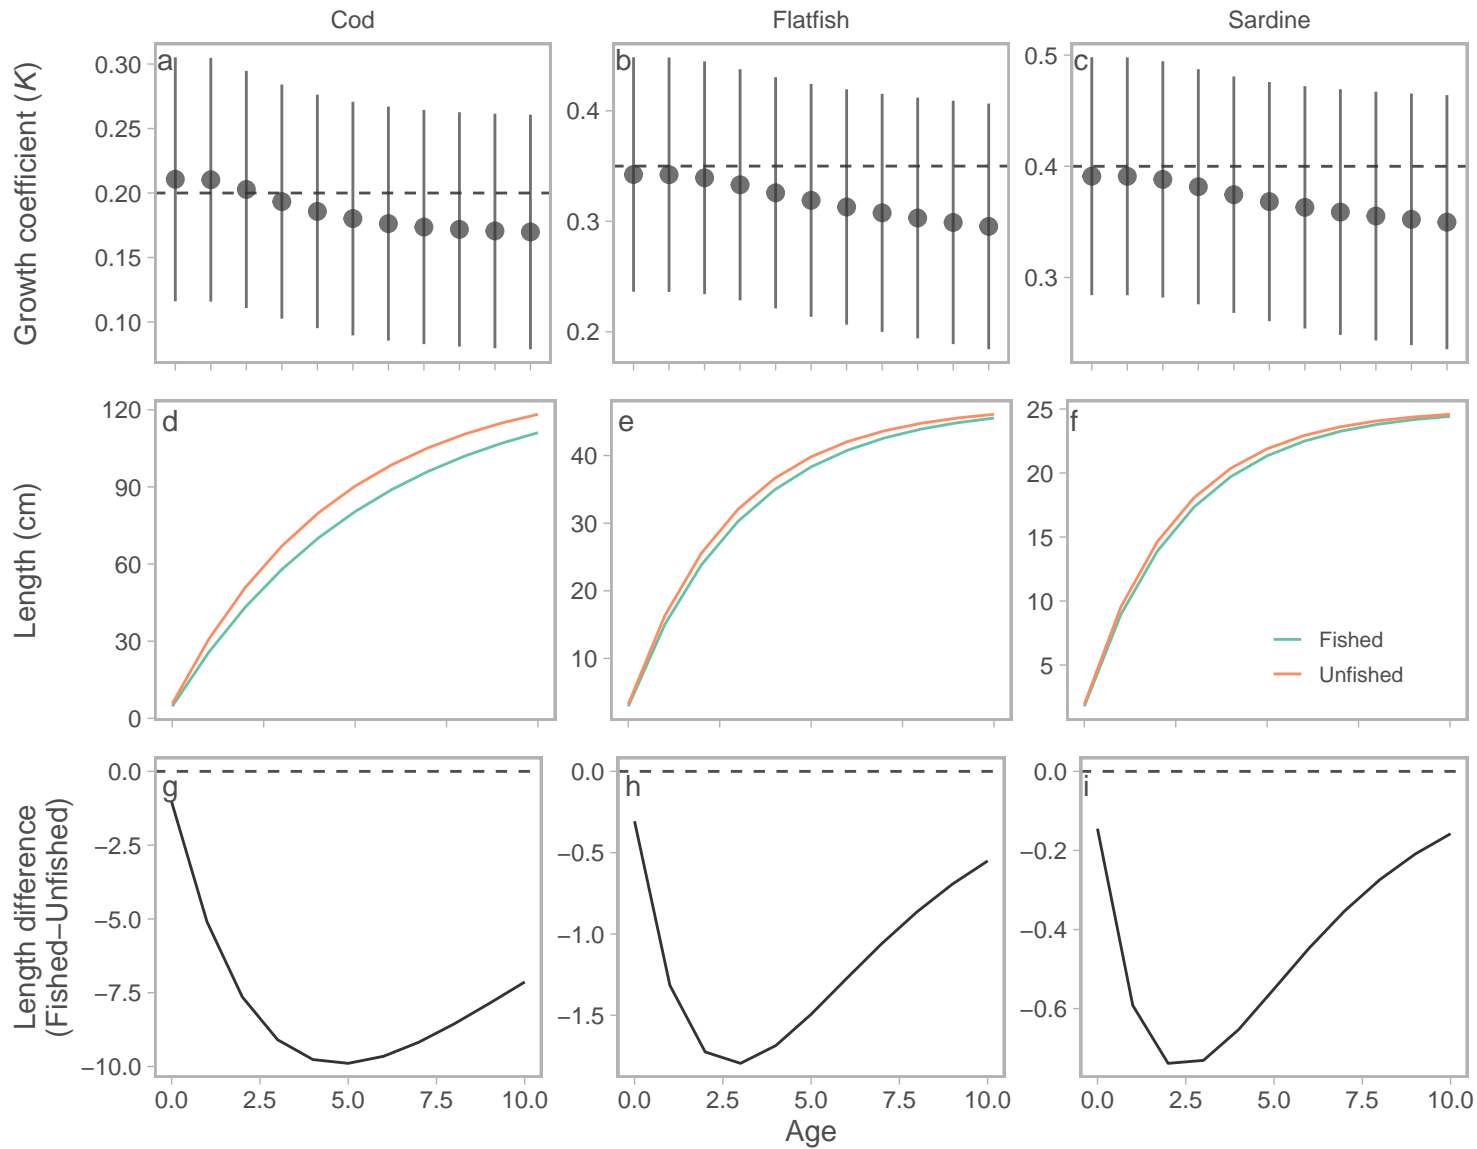 Cod Flatfish Sardine
Growth coefficient (K)
a
0.30
0.25
0.20
0.15
0.10
b
0.4
0.3
0.2
c
0.5
0.4
0.3
Length (cm)
d
120
90
60
30
0
e
40
30
20
10
f
25
20
15
10
5
Fished
Unfished
Length difference
(Fished−Unfished)
g
0.0
−2.5
−5.0
−7.5
−10.0
h
0.0
−0.5
−1.0
−1.5
i
0.0
−0.2
−0.4
−0.6
0.0 2.5 5.0 7.5 10.0 0.0 2.5 5.0 7.5 10.0 0.0 2.5 5.0 7.5 10.0
Age